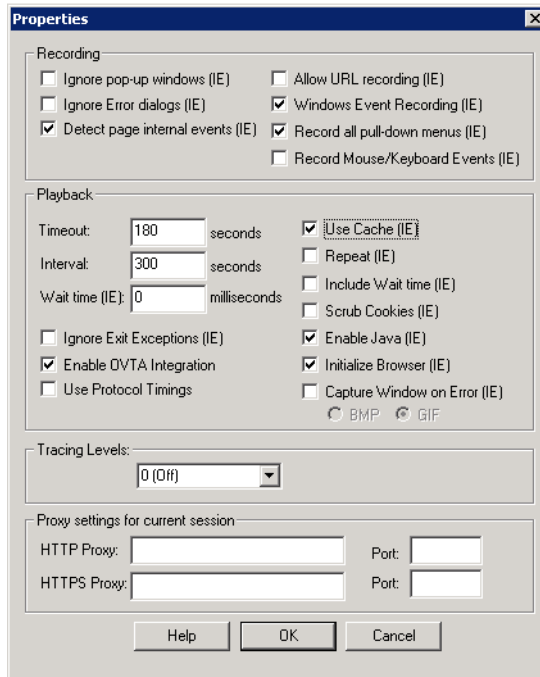 Properties
Recording
Ignore pop-up windows (IE)
Allow URL recording (IE)
Ignore Error dialogs (IE)
Windows Event Recording (IE)
Detect page internal events (IE)
Record all pull-down menus (IE)
Record Mouse/Keyboard Events (IE)
Playback
Timeout: 180 seconds
Use Cache (IE)
Interval: 300 seconds
Repeat (IE)
Wait time (IE): 0 milliseconds
Include Wait time (IE)
Scrub Cookies (IE)
Ignore Exit Exceptions (IE)
Enable Java (IE)
Enable OVTA Integration
Initialize Browser (IE)
Use Protocol Timings
Capture Window on Error (IE)
BMP GIF
Tracing Levels:
0 (Off)
Proxy settings for current session
HTTP Proxy: Port:
HTTPS Proxy: Port:
Help OK Cancel